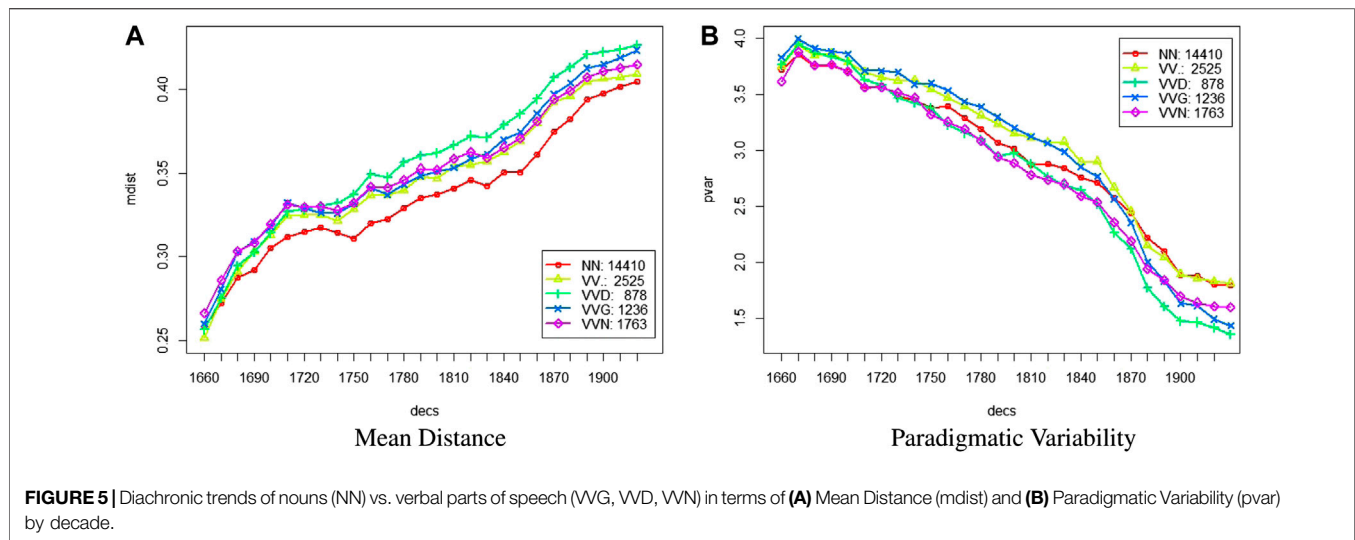 A
mdist
0.25
0.30
0.35
0.40
NN: 14410
VV.: 2525
VVD: 878
VVG: 1236
VVN: 1763
1660 1690 1720 1750 1780 1810 1840 1870 1900
decs
Mean Distance
B
pvar
1.5
2.0
2.5
3.0
3.5
4.0
NN: 14410
VV.: 2525
VVD: 878
VVG: 1236
VVN: 1763
1660 1690 1720 1750 1780 1810 1840 1870 1900
decs
Paradigmatic Variability
FIGURE 5 | Diachronic trends of nouns (NN) vs. verbal parts of speech (VVG, VVD, VVN) in terms of (A) Mean Distance (mdist) and (B) Paradigmatic Variability (pvar)
by decade.